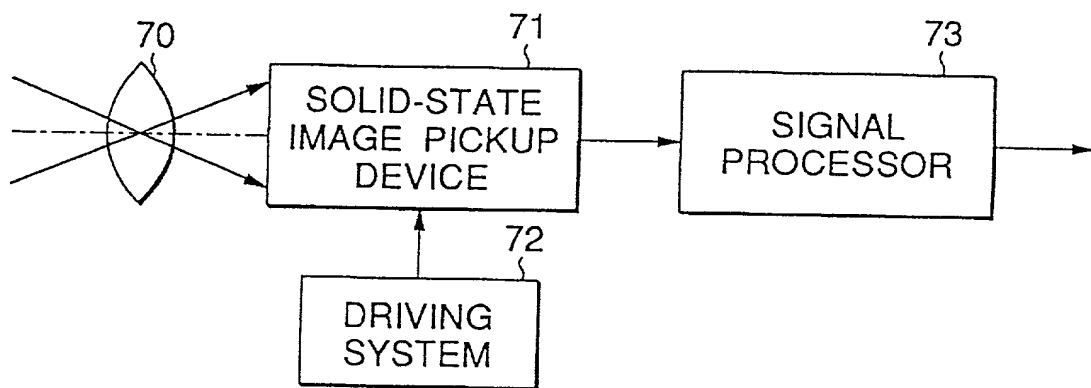 70
71
SOLID-STATE
IMAGE PICKUP
DEVICE
73
SIGNAL
PROCESSOR
72
DRIVING
SYSTEM